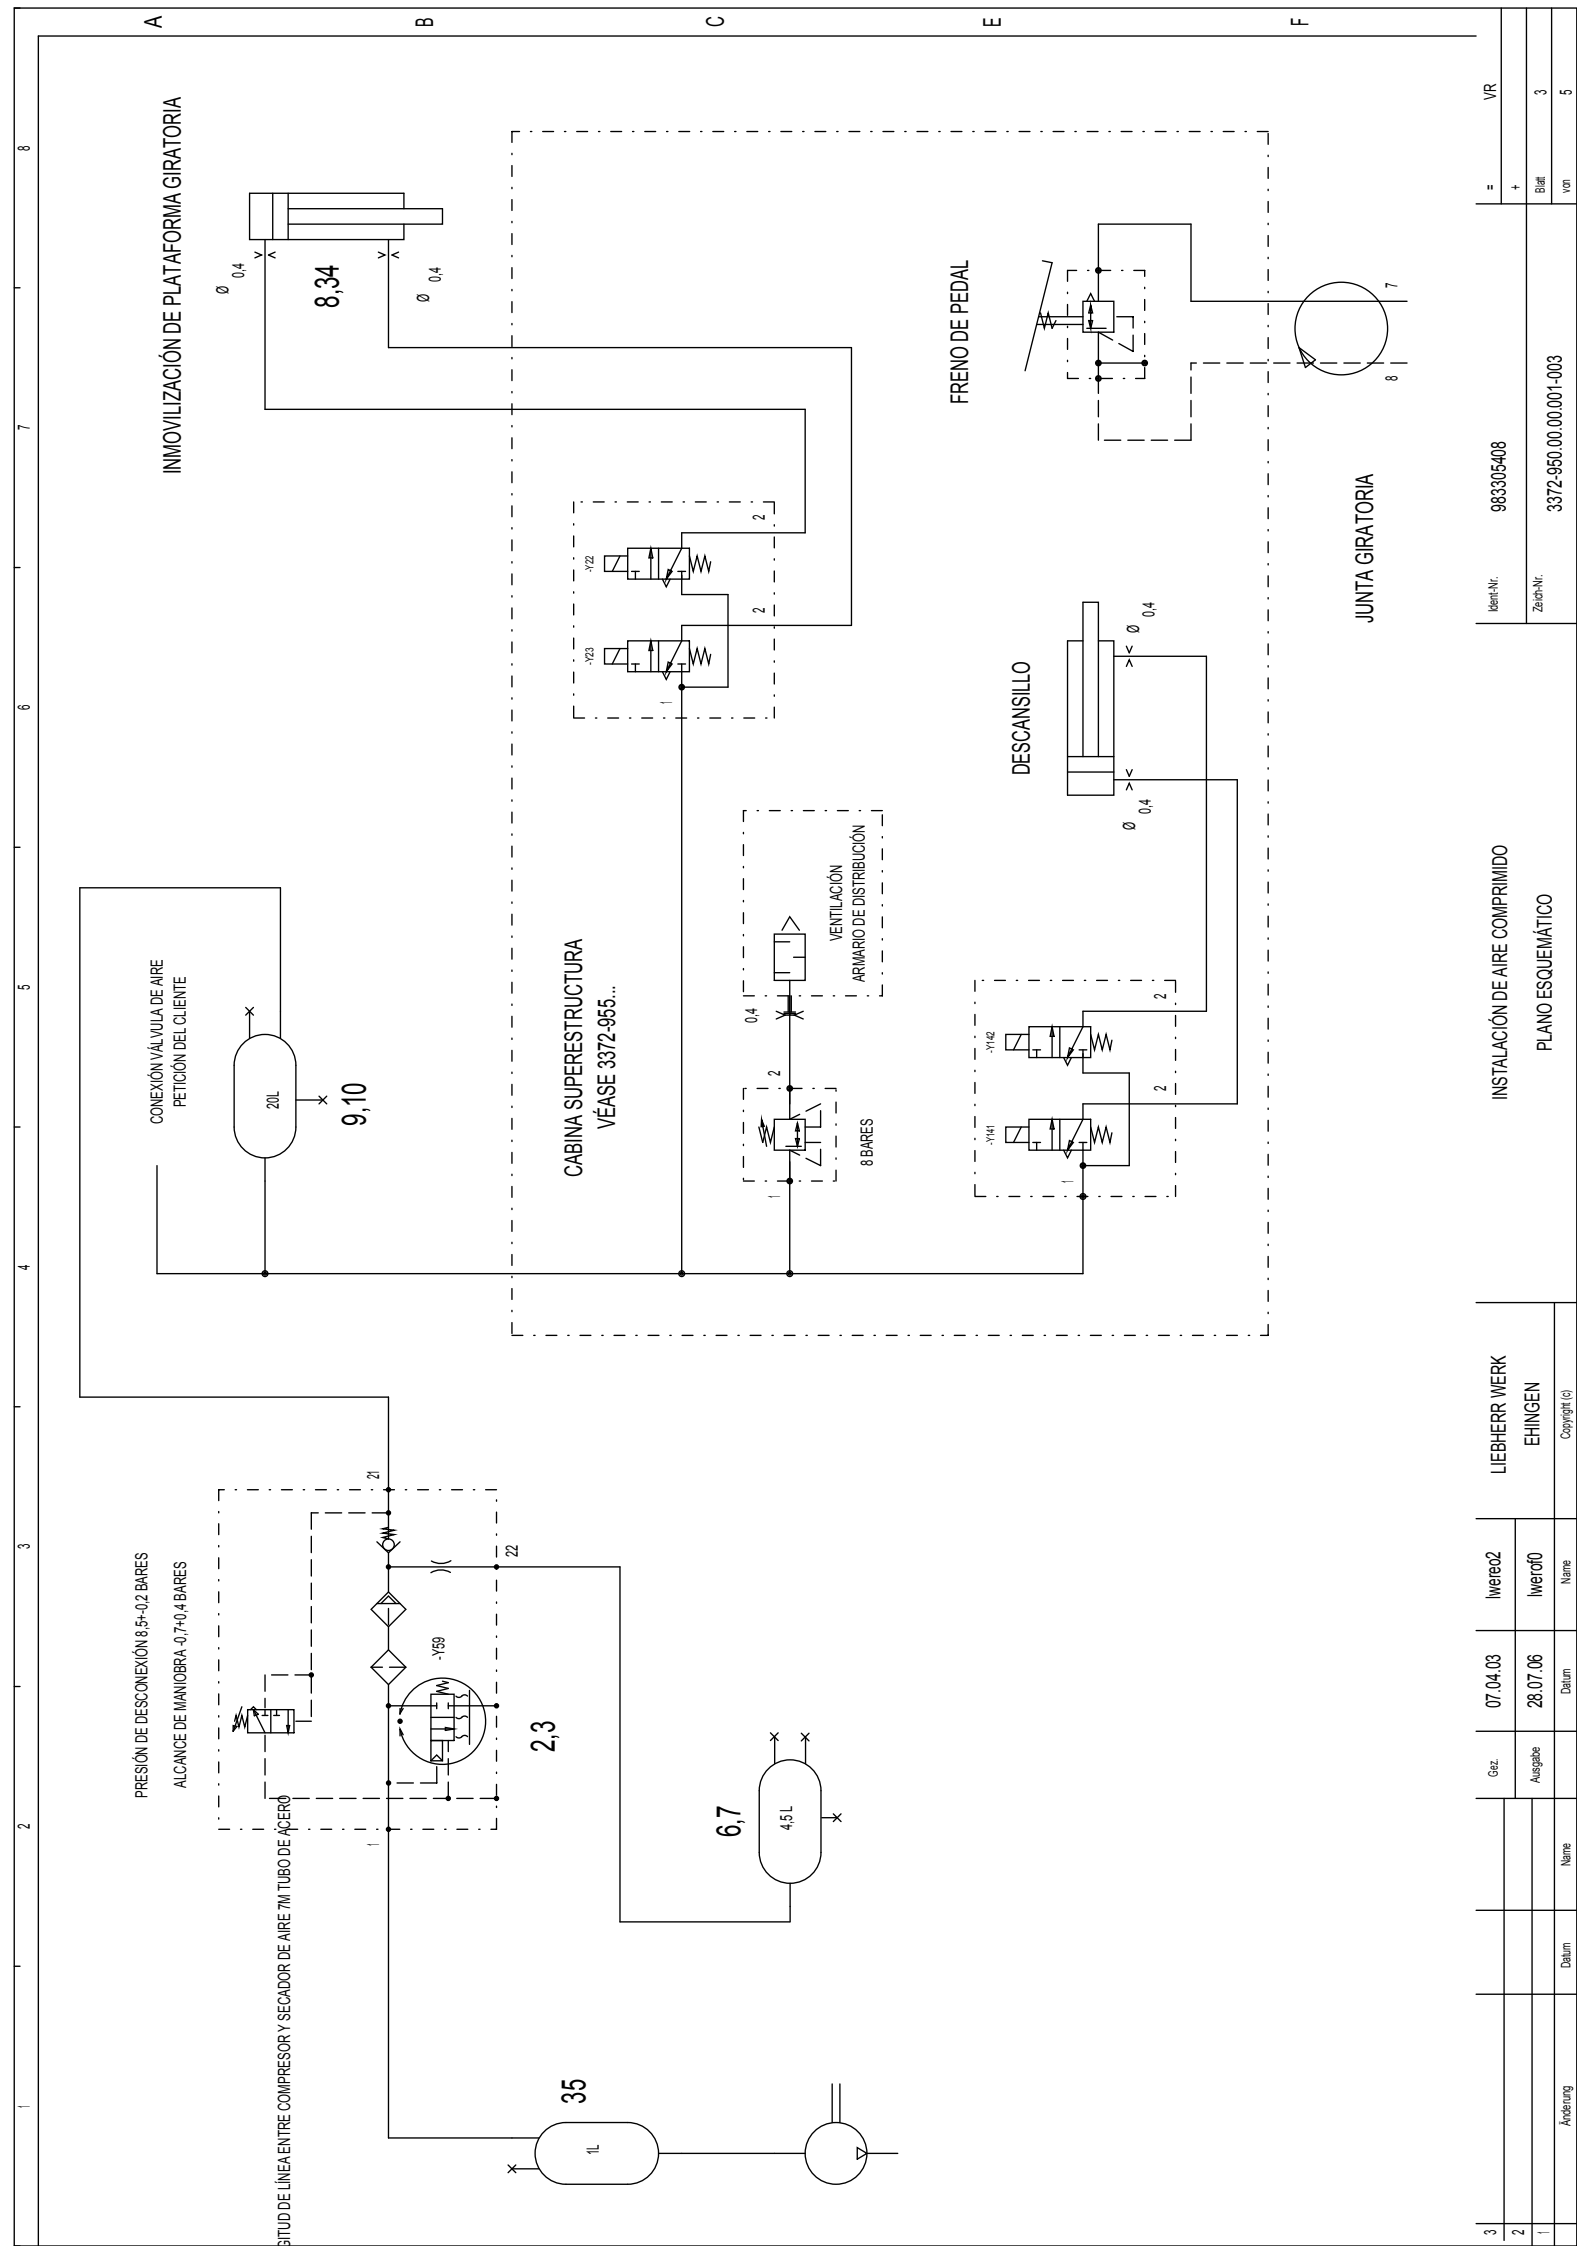 1 2 3 4 5 6 7 8
A
B
C
E
F
PRESIÓN DE DESCONEXIÓN 8,5+-0,2 BARES
ALCANCE DE MANIOBRA -0,7+0,4 BARES
GITUD DE LÍNEA ENTRE COMPRESOR Y SECADOR DE AIRE 7M TUBO DE ACERO
1
21
22
-Y59
2,3
35
1L
6,7
4,5 L
CONEXIÓN VÁLVULA DE AIRE
PETICIÓN DEL CLIENTE
20L
9,10
INMOVILIZACIÓN DE PLATAFORMA GIRATORIA
Ø 0,4
8,34
Ø 0,4
CABINA SUPERESTRUCTURA
VÉASE 3372-955...
-Y23
-Y22
1
2
2
1
2
0,4
8 BARES
VENTILACIÓN
ARMARIO DE DISTRIBUCIÓN
-Y141
-Y142
1
2
2
DESCANSILLO
Ø 0,4
Ø 0,4
FRENO DE PEDAL
JUNTA GIRATORIA
8
7
3
2
1
Änderung
Datum
Name
Gez.
07.04.03
lwereo2
Ausgabe
28.07.06
lwerof0
Datum
Name
LIEBHERR WERK
EHINGEN
Copyright (c)
INSTALACIÓN DE AIRE COMPRIMIDO
PLANO ESQUEMÁTICO
Ident-Nr.
983305408
Zeich-Nr.
3372-950.00.00.001-003
=
VR
+
Blatt
3
von
5